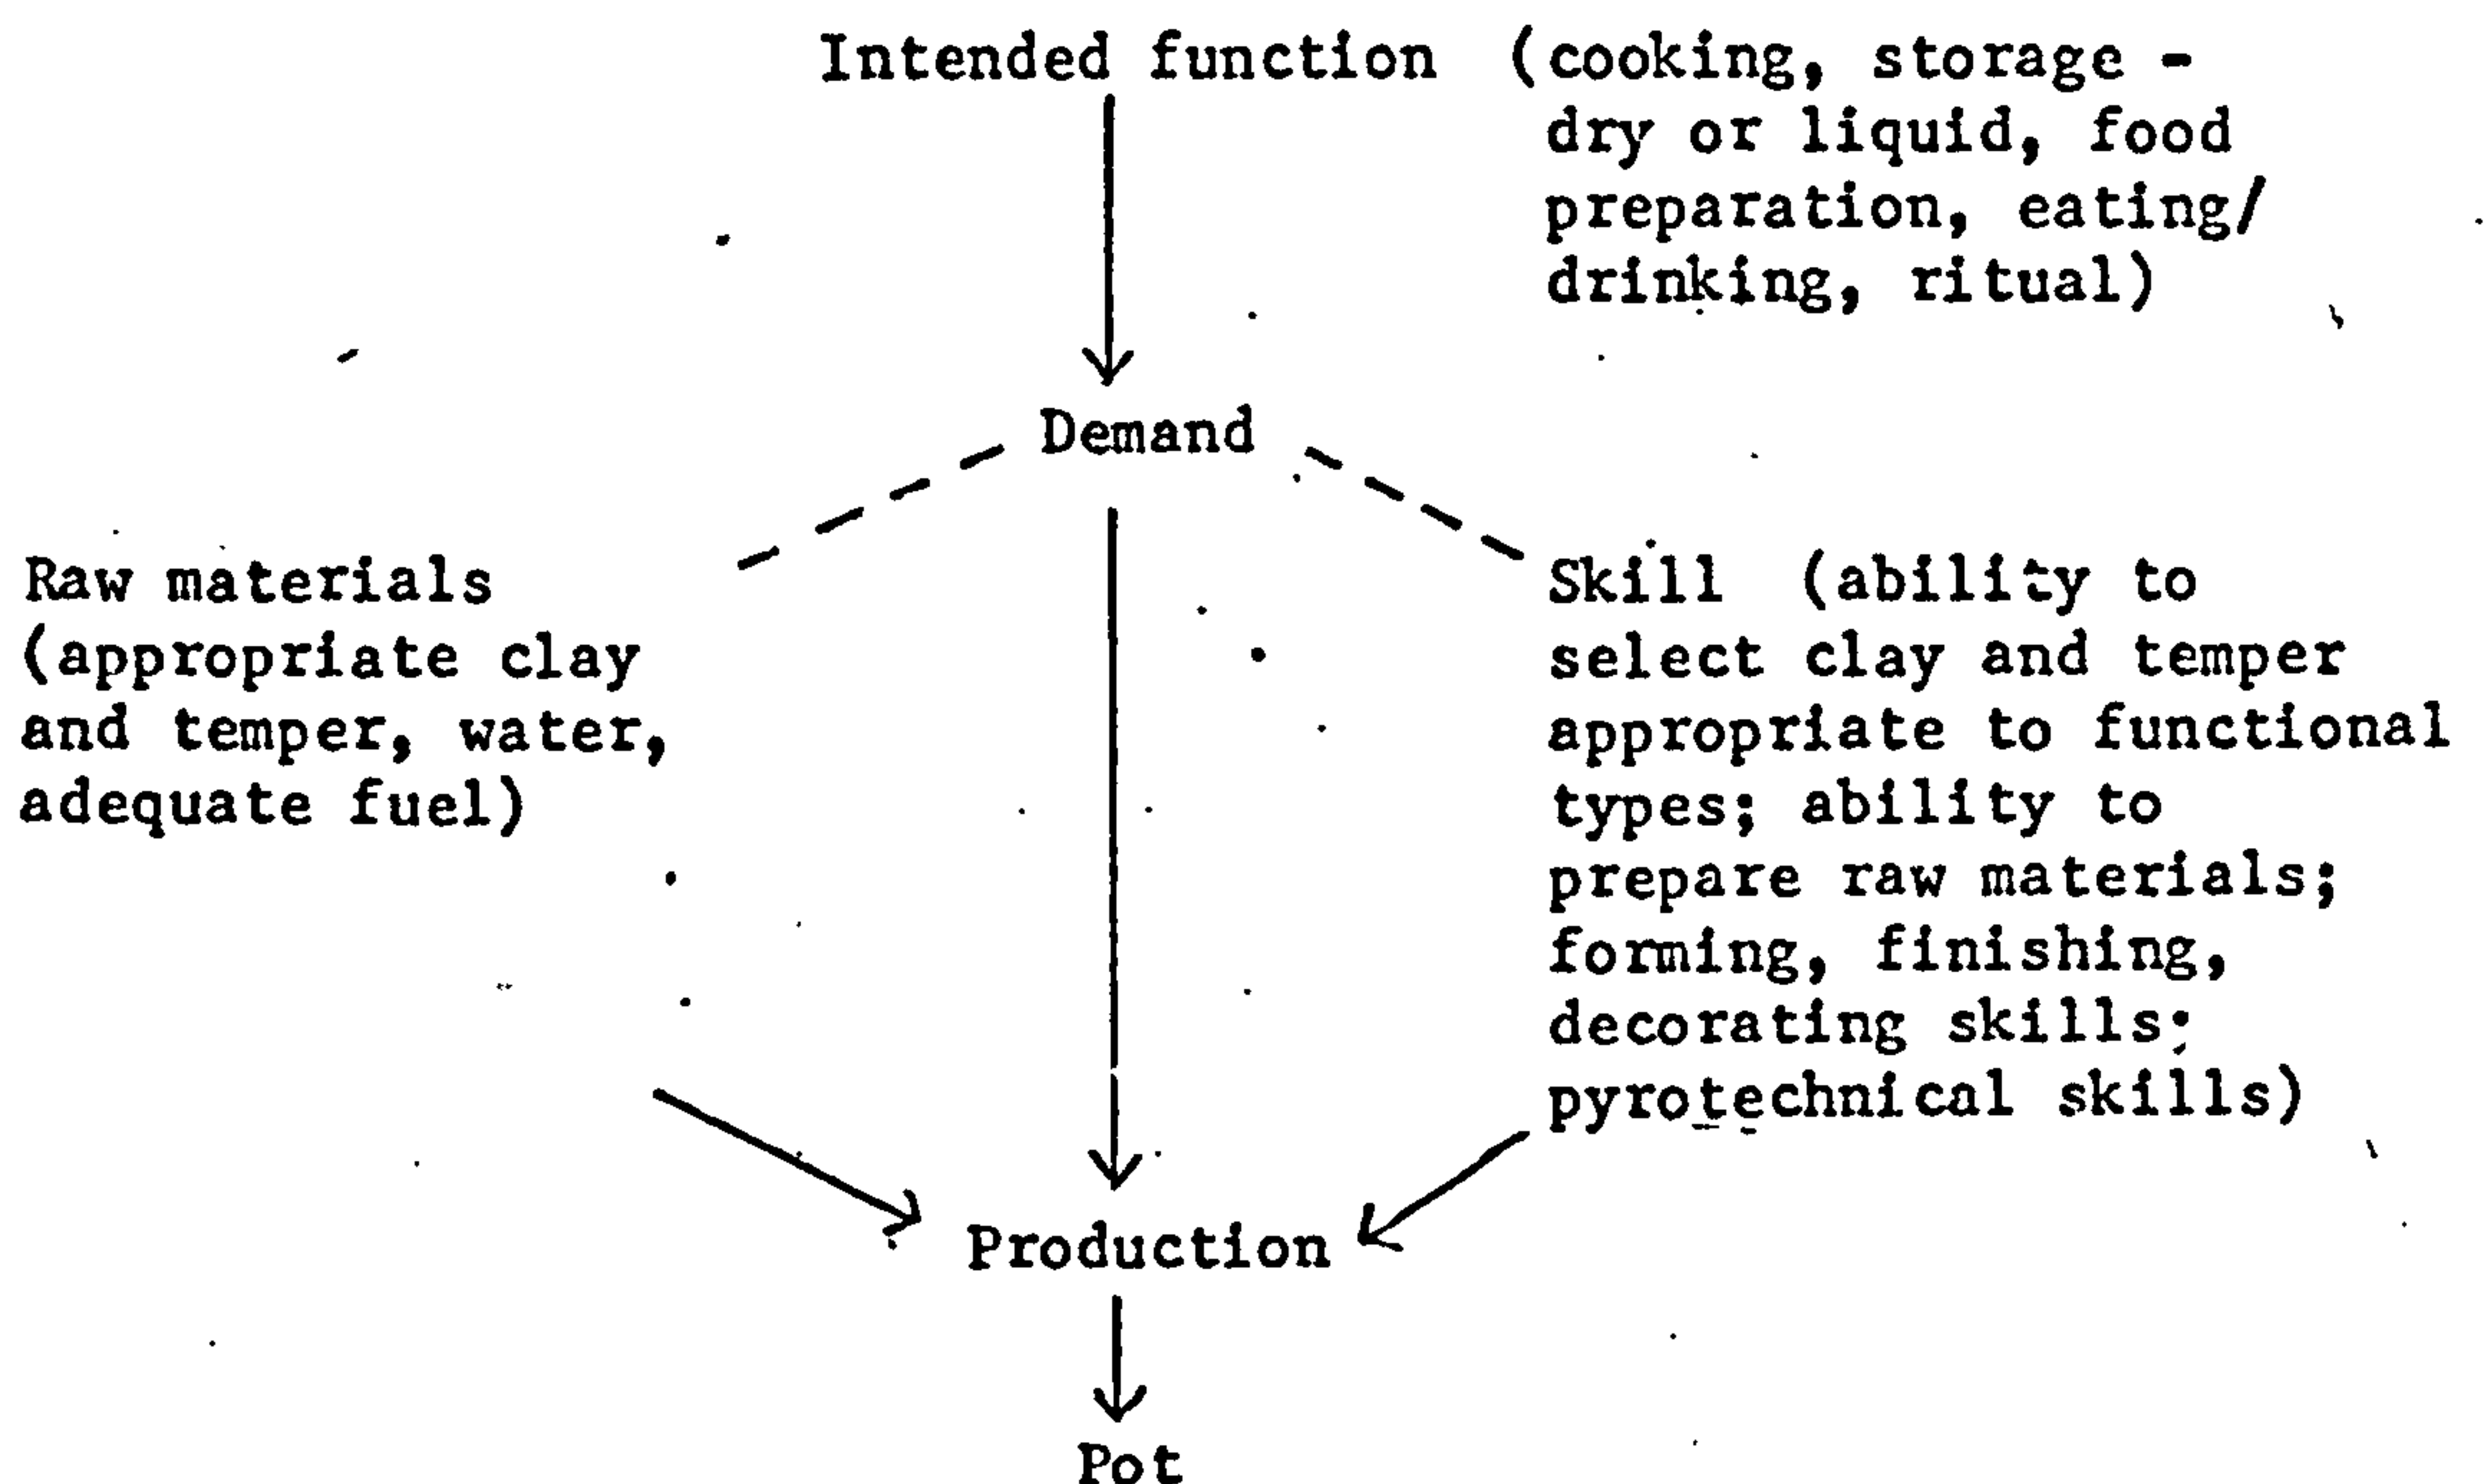 Intended function (cooking, storage -
dry or liquid, food
preparation, eating/
drinking, ritual)
Demand
Raw materials
(appropriate clay
and temper, water,
adequate fuel)
Skill (ability to
select clay and temper
appropriate to functional
types; ability to
prepare raw materials;
forming, finishing,
decorating skills;
pyrotechnical skills)
Production
Pot